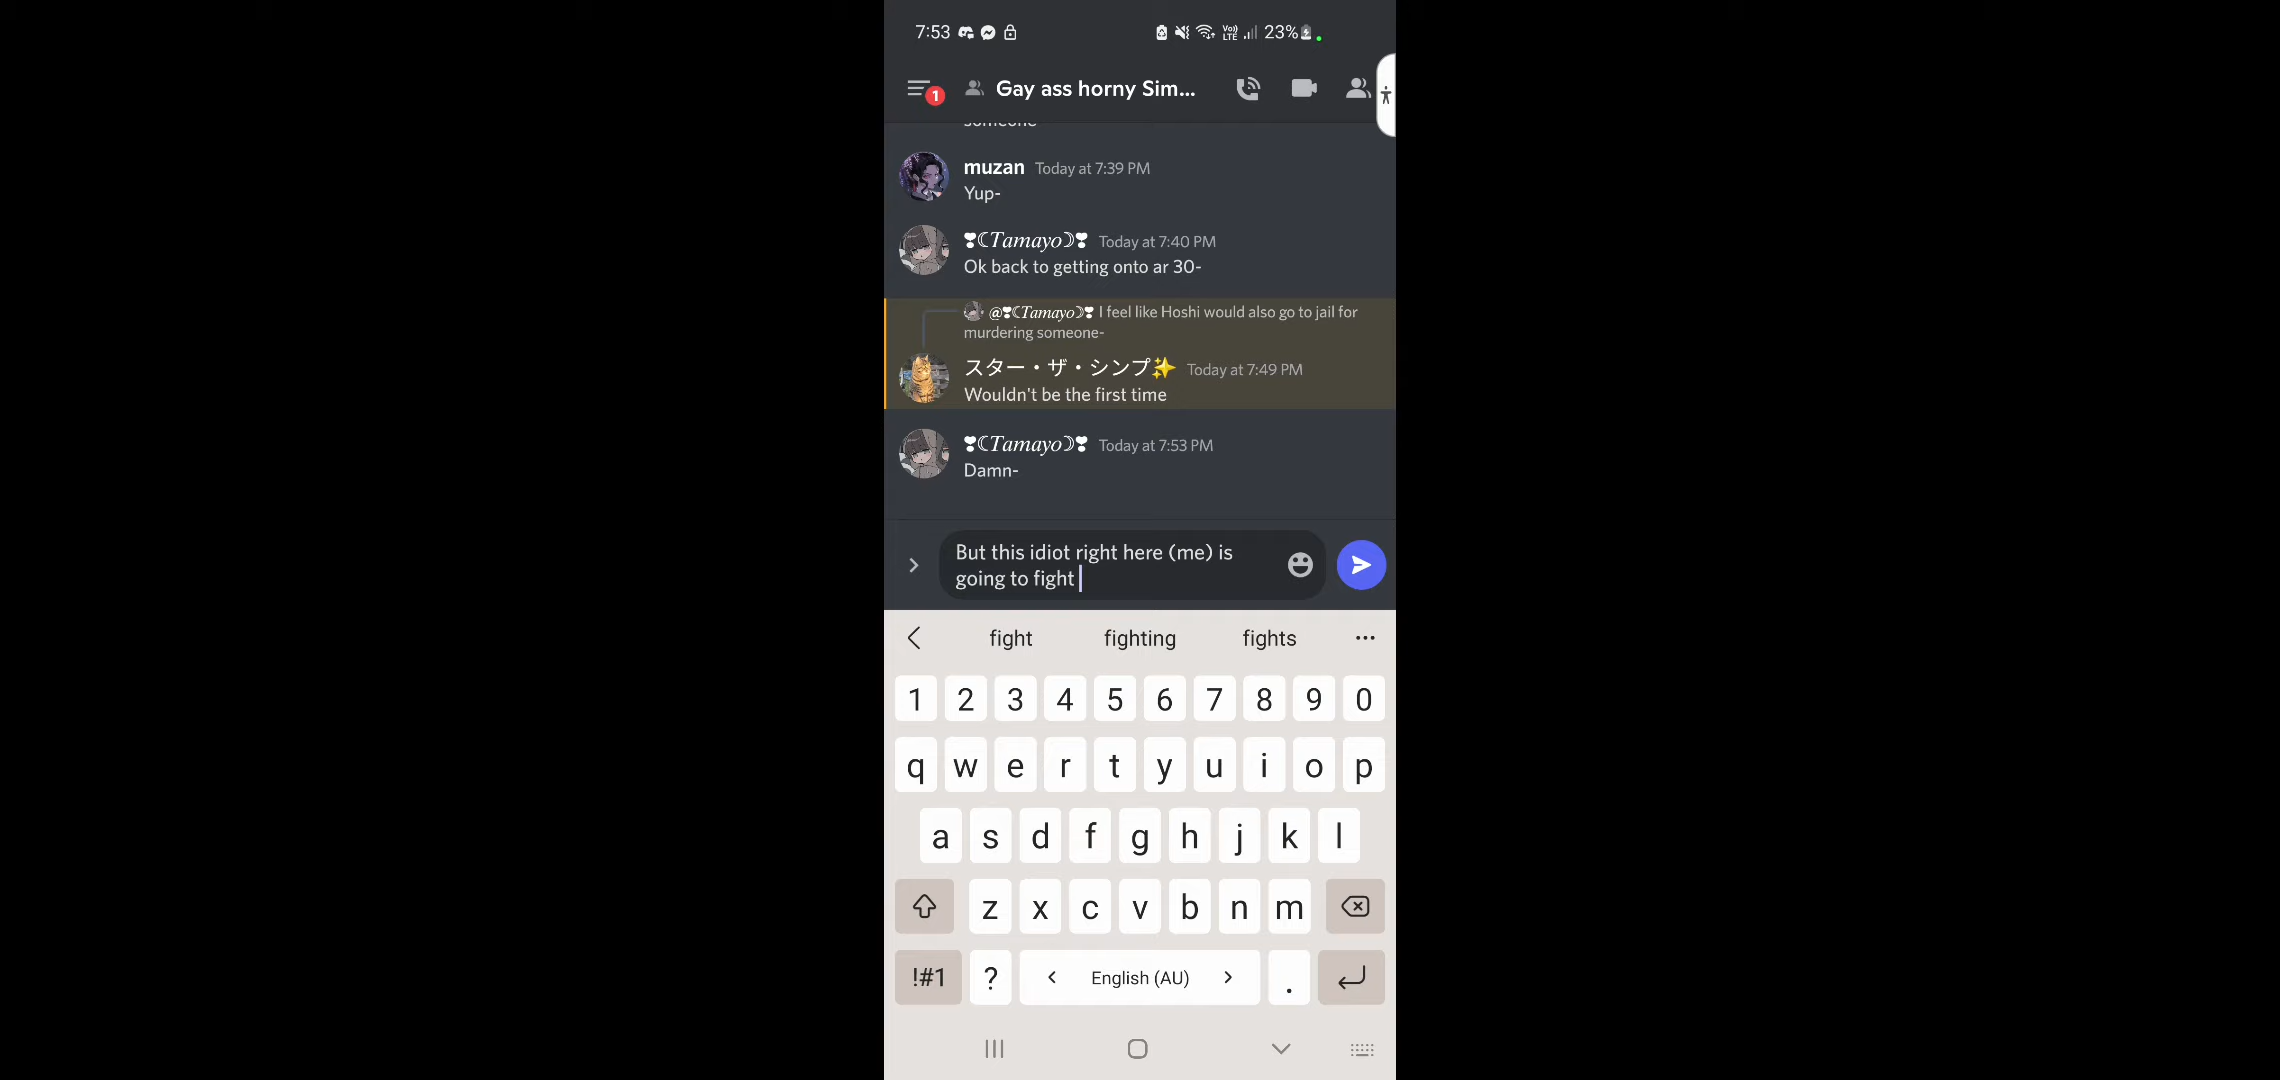 7:53 Vo)) LTE 23%
1 Gay ass horny Sim...
someone
muzan Today at 7:39 PM
Yup-
❣☾Tamayo☽❣ Today at 7:40 PM
Ok back to getting onto ar 30-
@❣☾Tamayo☽❣ I feel like Hoshi would also go to jail for
murdering someone-
スター・ザ・シンプ✨ Today at 7:49 PM
Wouldn't be the first time
❣☾Tamayo☽❣ Today at 7:53 PM
Damn-
But this idiot right here (me) is
going to fight
fight fighting fights ...
1 2 3 4 5 6 7 8 9 0
q w e r t y u i o p
a s d f g h j k l
z x c v b n m
!#1 ? < English (AU) > .